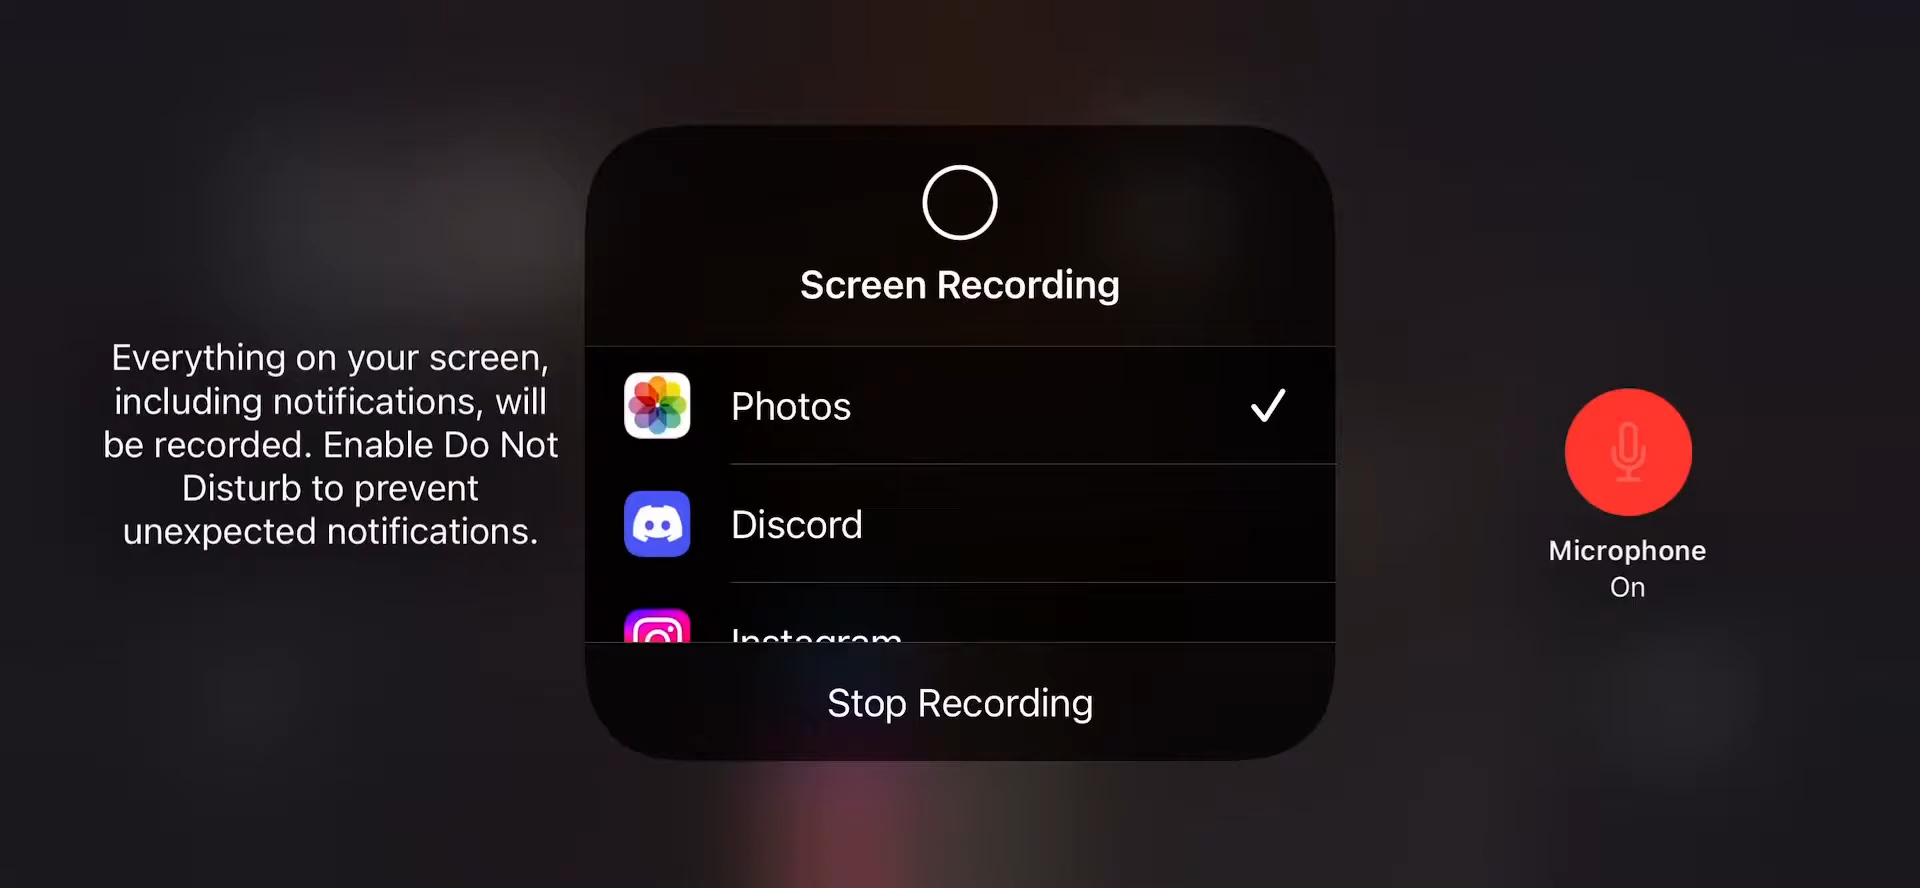 Screen Recording
Everything on your screen,
including notifications, will
be recorded. Enable Do Not
Disturb to prevent
unexpected notifications.
Photos
Discord
Instagram
Stop Recording
Microphone
On